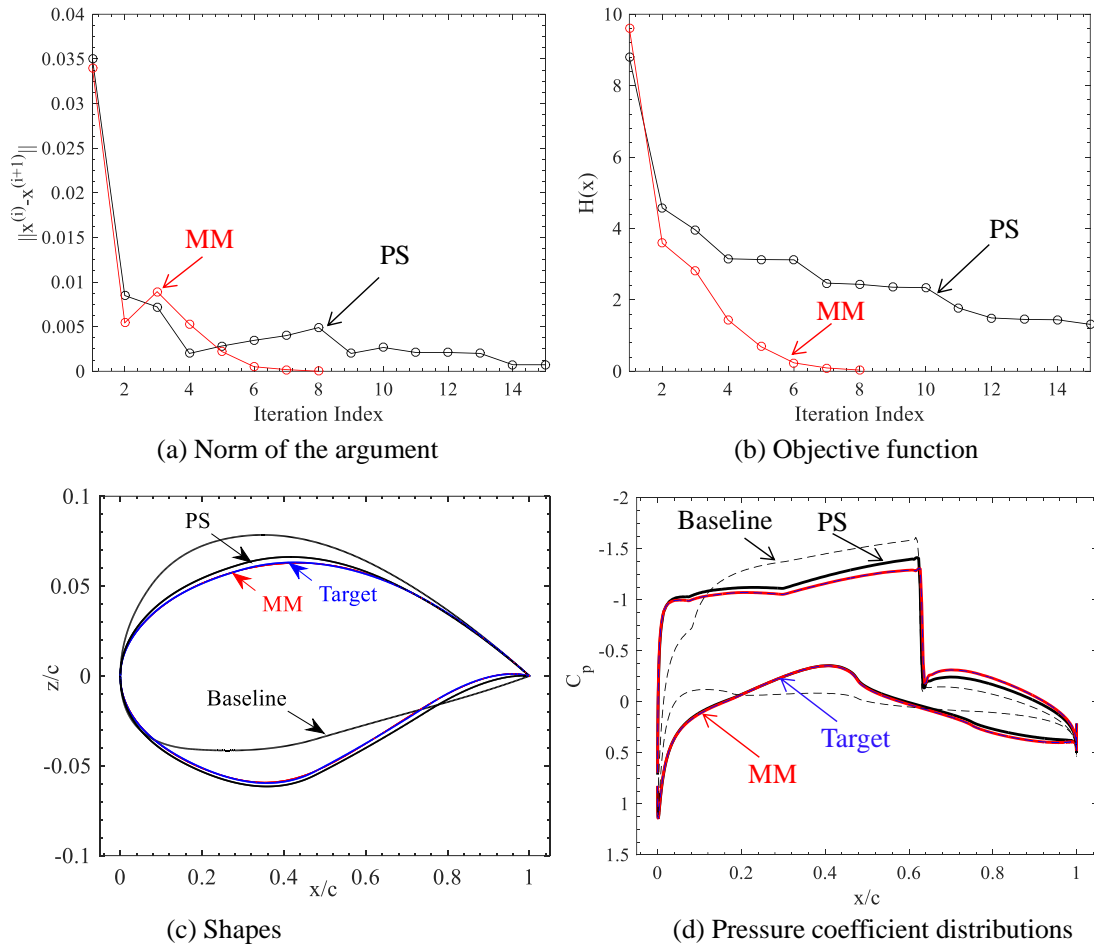 0.04
0.035
0.03
0.025
0.02
0.015
0.01
0.005
0
||x^(i)-x^(i+1)||
MM
PS
2 4 6 8 10 12 14
Iteration Index
(a) Norm of the argument
10
8
6
4
2
0
H(x)
PS
MM
2 4 6 8 10 12 14
Iteration Index
(b) Objective function
0.1
0.05
0
-0.05
-0.1
z/c
PS
Target
MM
Baseline
0 0.2 0.4 0.6 0.8 1
x/c
(c) Shapes
-2
-1.5
-1
-0.5
0
0.5
1
1.5
C_p
Baseline
PS
Target
MM
0 0.2 0.4 0.6 0.8 1
x/c
(d) Pressure coefficient distributions